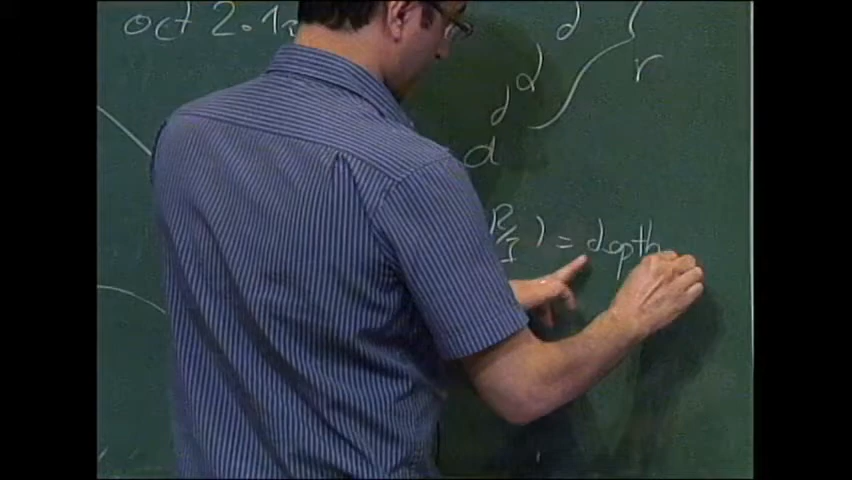 oct 2.1
d
r
d α
d
R/I ) = depth